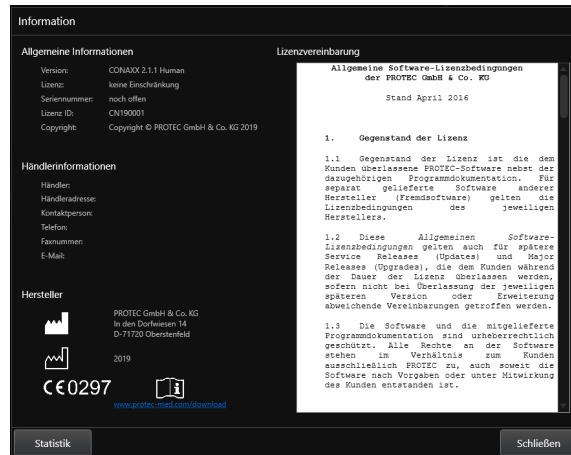 Information
Allgemeine Informationen
Version: CONAXX 2.1.1 Human
Lizenz: keine Einschränkung
Seriennummer: noch offen
Lizenz ID: CN190001
Copyright: Copyright © PROTEC GmbH & Co. KG 2019
Händlerinformationen
Händler:
Händleradresse:
Kontaktperson:
Telefon:
Faxnummer:
E-Mail:
Hersteller
PROTEC GmbH & Co. KG
In den Dorfwiesen 14
D-71720 Oberstenfeld
2019
CE0297
www.protec-med.com/download
Lizenzvereinbarung
Allgemeine Software-Lizenzbedingungen
der PROTEC GmbH & Co. KG
Stand April 2016
1. Gegenstand der Lizenz
1.1 Gegenstand der Lizenz ist die dem
Kunden überlassene PROTEC-Software nebst der
dazugehörigen Programmdokumentation. Für
separat gelieferte Software anderer
Hersteller (Fremdsoftware) gelten die
Lizenzbedingungen des jeweiligen
Herstellers.
1.2 Diese Allgemeinen Software-
Lizenzbedingungen gelten auch für spätere
Service Releases (Updates) und Major
Releases (Upgrades), die dem Kunden während
der Dauer der Lizenz überlassen werden,
sofern nicht bei Überlassung der jeweiligen
späteren Version oder Erweiterung
abweichende Vereinbarungen getroffen werden.
1.3 Die Software und die mitgelieferte
Programmdokumentation sind urheberrechtlich
geschützt. Alle Rechte an der Software
stehen im Verhältnis zum Kunden
ausschließlich PROTEC zu, auch soweit die
Software nach Vorgaben oder unter Mitwirkung
des Kunden entstanden ist.
Statistik
Schließen